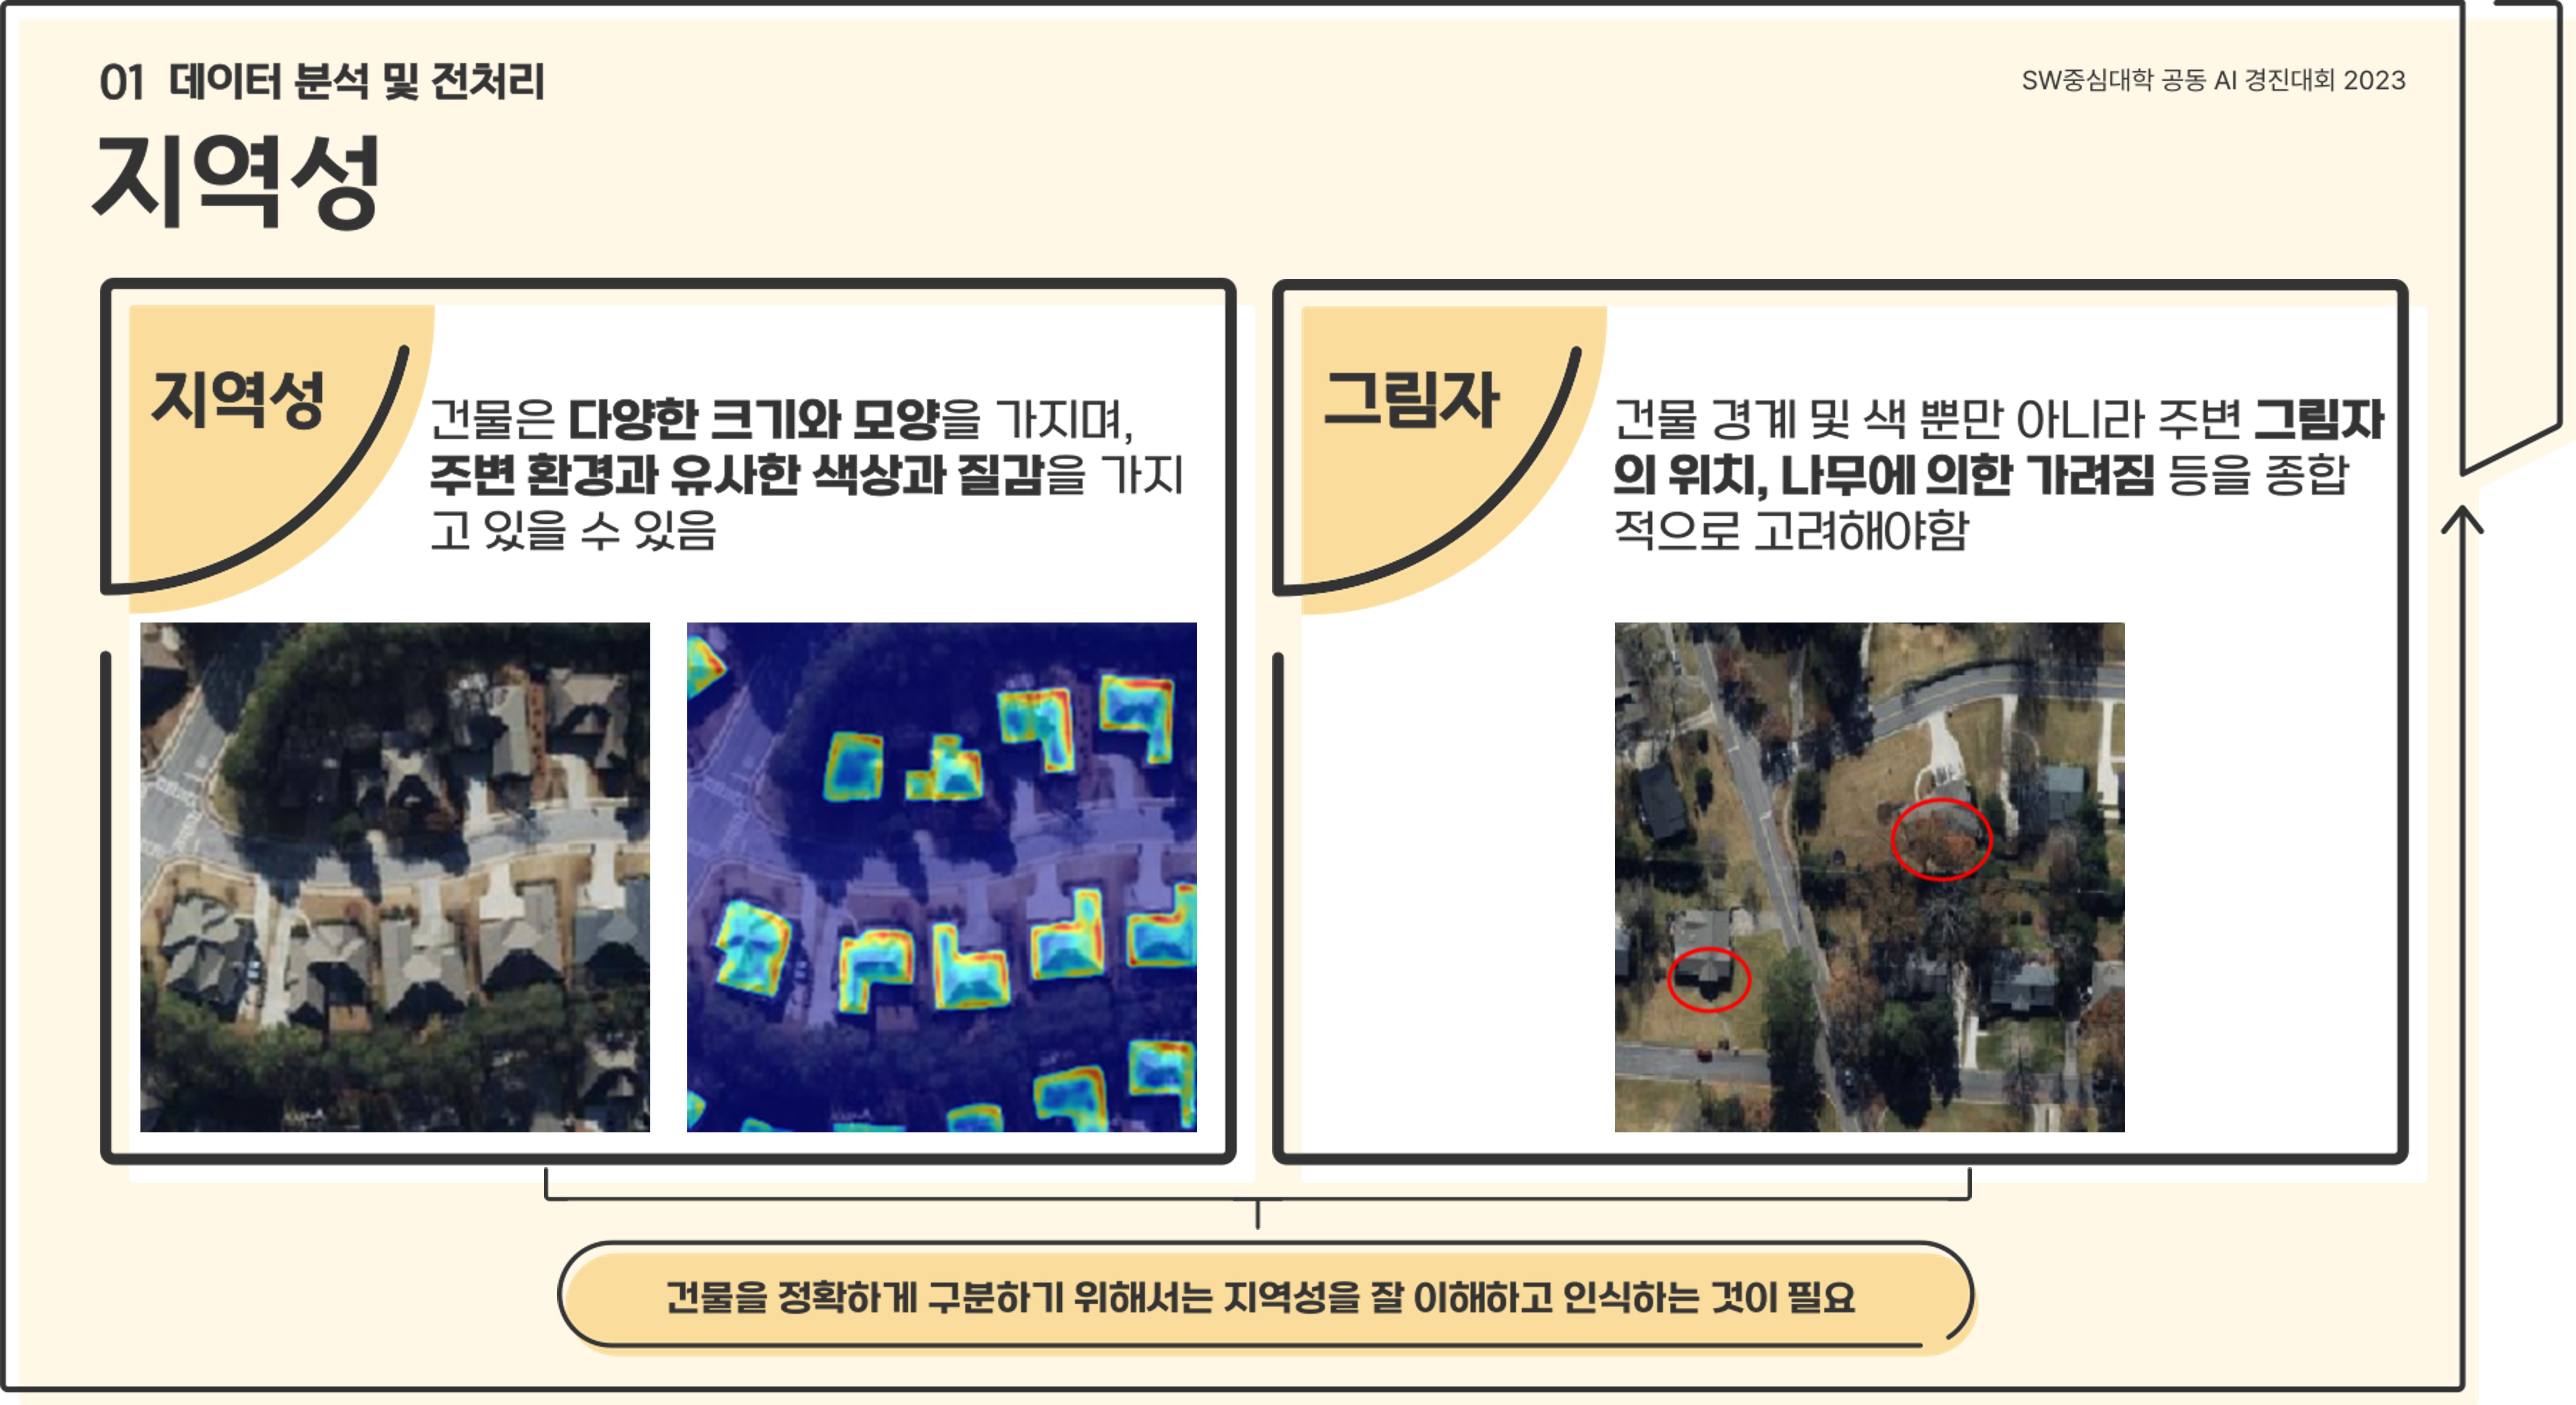 01 데이터 분석 및 전처리
SW중심대학 공동 AI 경진대회 2023
지역성
지역성
건물은 다양한 크기와 모양을 가지며,
주변 환경과 유사한 색상과 질감을 가지
고 있을 수 있음
그림자
건물 경계 및 색 뿐만 아니라 주변 그림자
의 위치, 나무에 의한 가려짐 등을 종합
적으로 고려해야함
건물을 정확하게 구분하기 위해서는 지역성을 잘 이해하고 인식하는 것이 필요